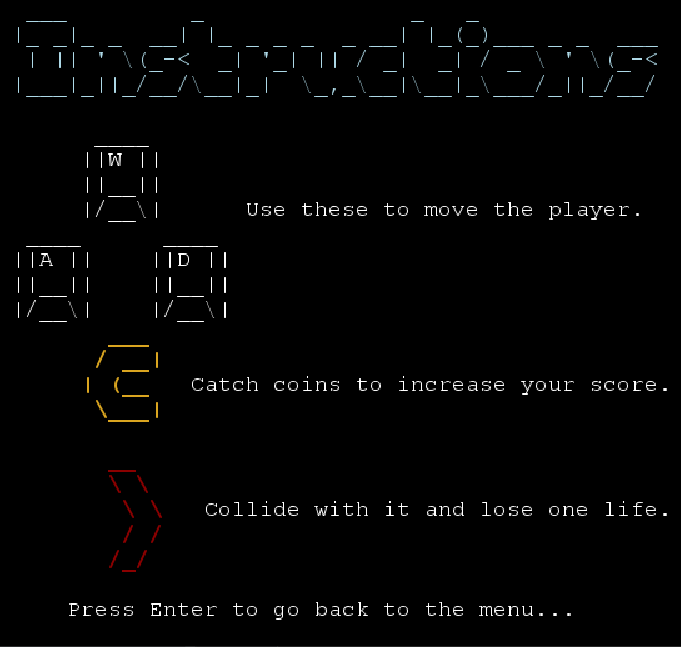 Instructions
W
Use these to move the player.
A D
C Catch coins to increase your score.
Collide with it and lose one life.
Press Enter to go back to the menu...